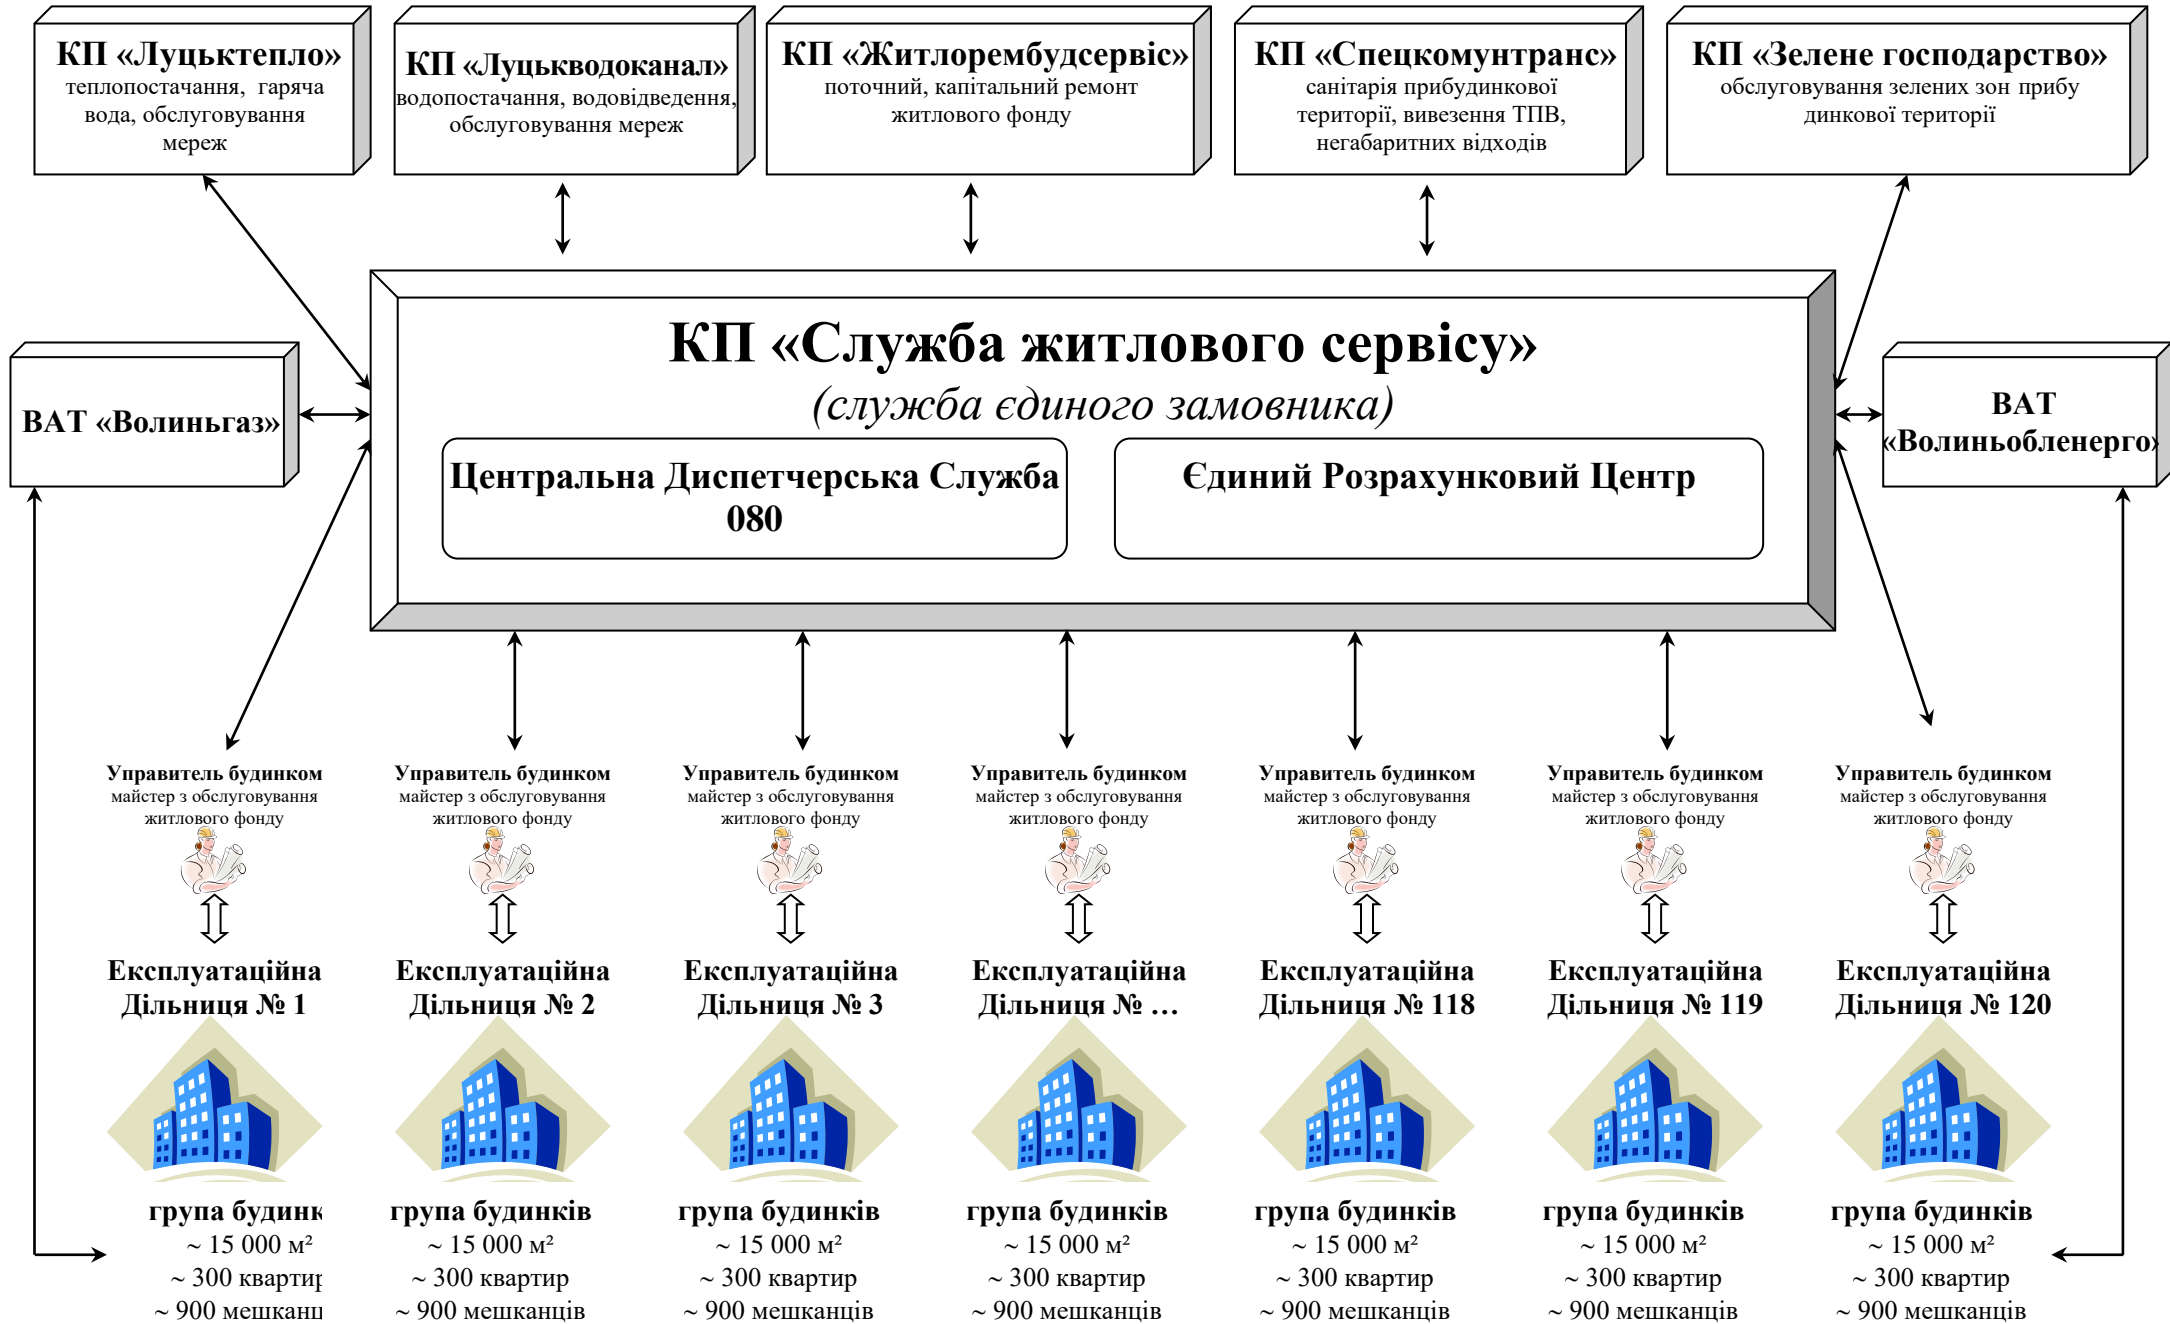 КП «Луцьктепло»
теплопостачання, гаряча
вода, обслуговування
мереж
КП «Луцькводоканал»
водопостачання, водовідведення,
обслуговування мереж
КП «Житлорембудсервіс»
поточний, капітальний ремонт
житлового фонду
КП «Спецкомунтранс»
санітарія прибудинкової
території, вивезення ТПВ,
негабаритних відходів
КП «Зелене господарство»
обслуговування зелених зон прибу
динкової території
КП «Служба житлового сервісу»
(служба єдиного замовника)
ВАТ «Волиньгаз»
ВАТ
«Волиньобленерго»
Центральна Диспетчерська Служба
080
Єдиний Розрахунковий Центр
Управитель будинком
майстер з обслуговування
житлового фонду
Управитель будинком
майстер з обслуговування
житлового фонду
Управитель будинком
майстер з обслуговування
житлового фонду
Управитель будинком
майстер з обслуговування
житлового фонду
Управитель будинком
майстер з обслуговування
житлового фонду
Управитель будинком
майстер з обслуговування
житлового фонду
Управитель будинком
майстер з обслуговування
житлового фонду
Експлуатаційна
Дільниця № 1
Експлуатаційна
Дільниця № 2
Експлуатаційна
Дільниця № 3
Експлуатаційна
Дільниця № …
Експлуатаційна
Дільниця № 118
Експлуатаційна
Дільниця № 119
Експлуатаційна
Дільниця № 120
група будинк
~ 15 000 м²
~ 300 квартир
~ 900 мешканц
група будинків
~ 15 000 м²
~ 300 квартир
~ 900 мешканців
група будинків
~ 15 000 м²
~ 300 квартир
~ 900 мешканців
група будинків
~ 15 000 м²
~ 300 квартир
~ 900 мешканців
група будинків
~ 15 000 м²
~ 300 квартир
~ 900 мешканців
група будинків
~ 15 000 м²
~ 300 квартир
~ 900 мешканців
група будинків
~ 15 000 м²
~ 300 квартир
~ 900 мешканців